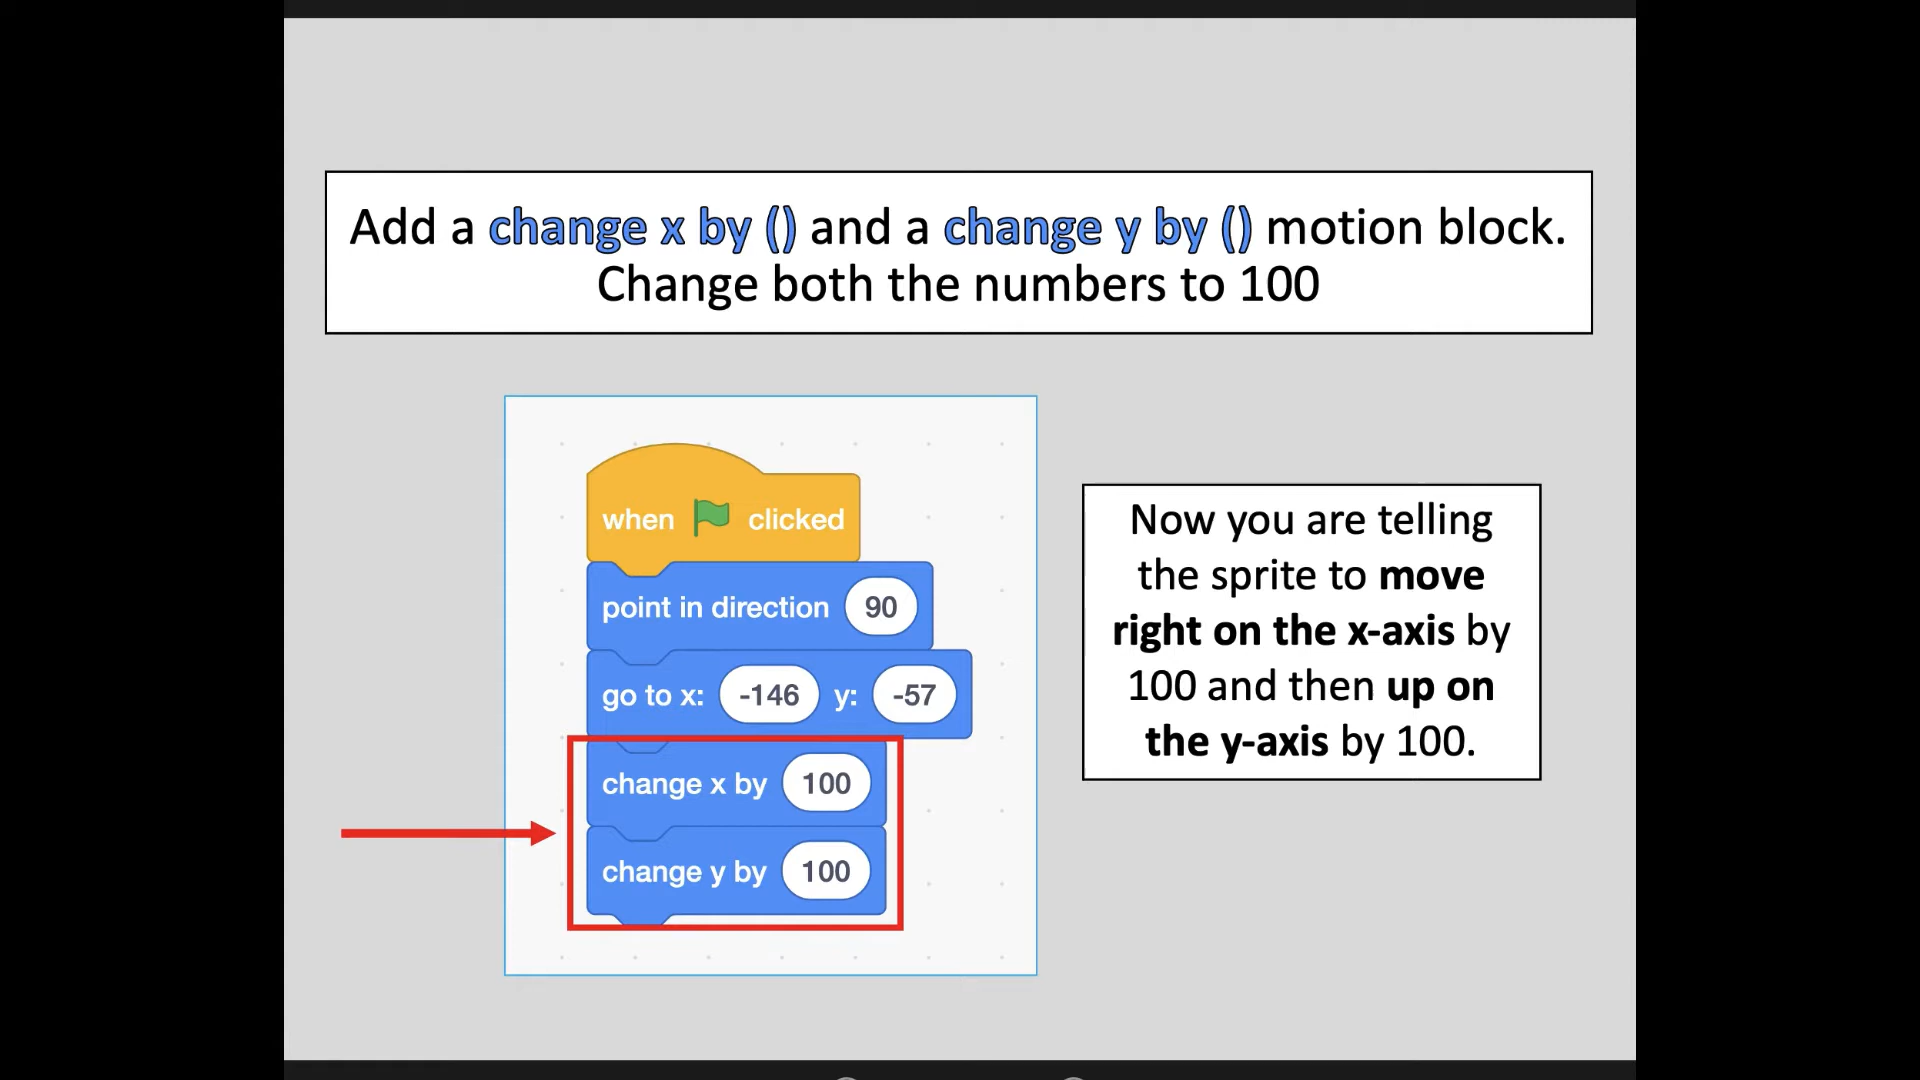 Add a change x by () and a change y by () motion block.
Change both the numbers to 100
when clicked
point in direction 90
go to x: -146 y: -57
change x by 100
change y by 100
Now you are telling
the sprite to move
right on the x-axis by
100 and then up on
the y-axis by 100.